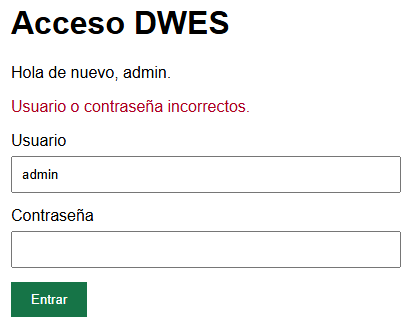 Acceso DWES
Hola de nuevo, admin.
Usuario o contraseña incorrectos.
Usuario
admin
Contraseña
Entrar